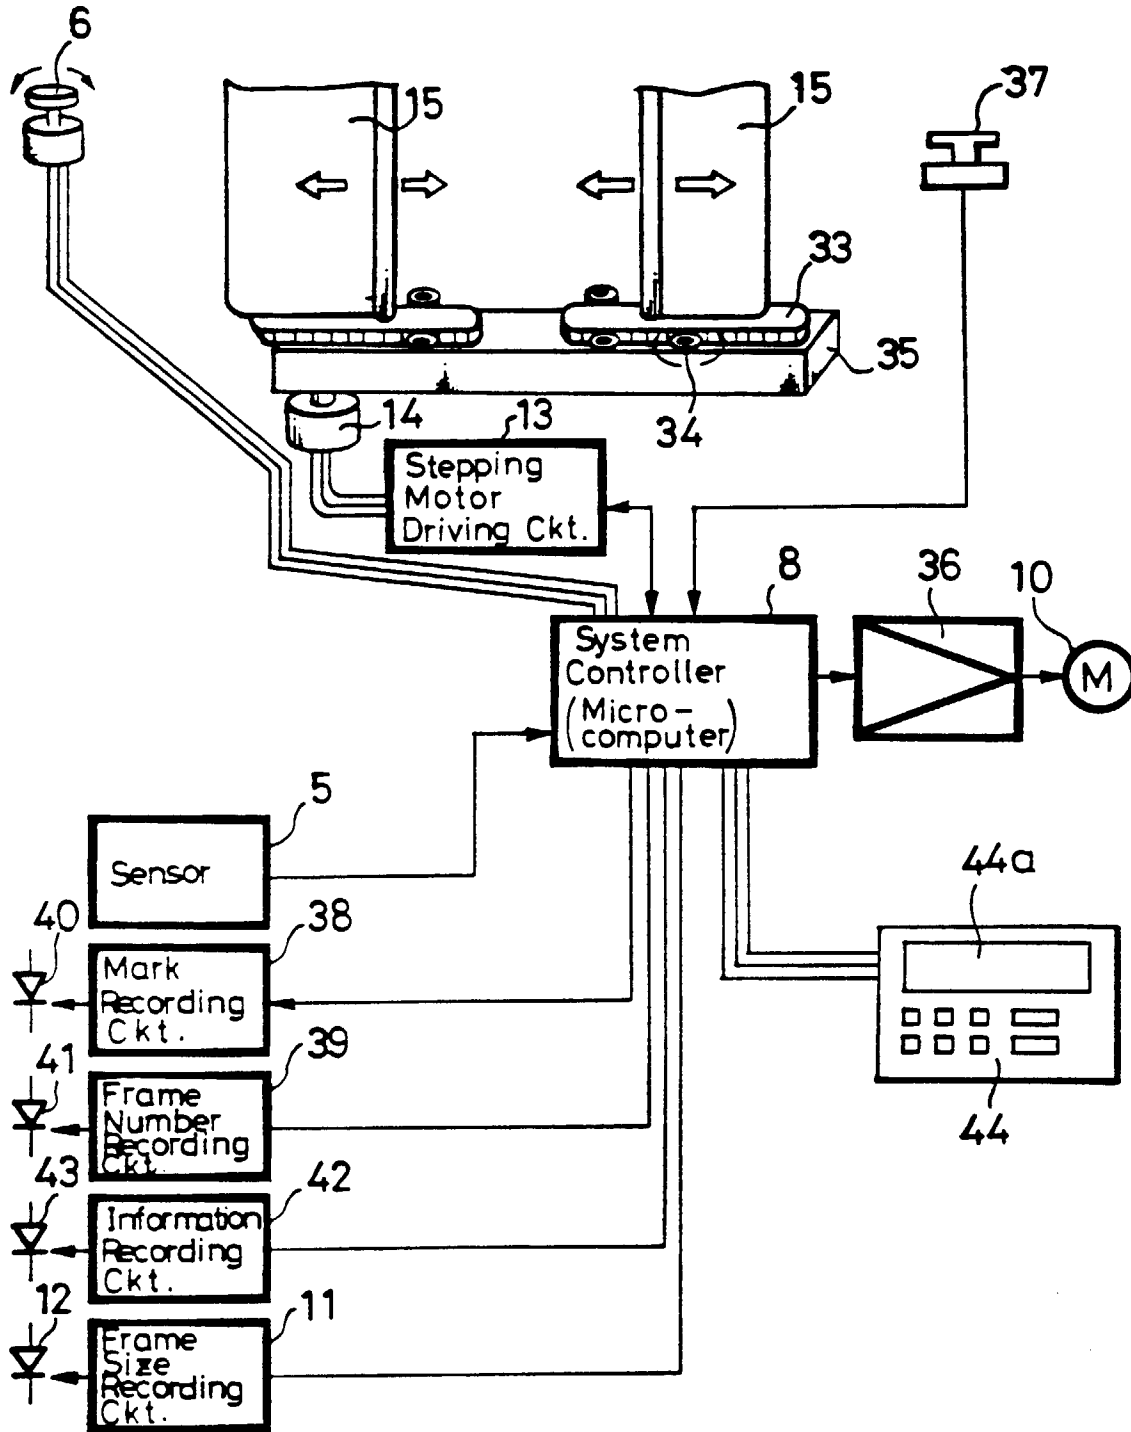 6
15
15
37
33
35
34
14
13
Stepping
Motor
Driving Ckt.
8
36
10
System
Controller
(Micro-
computer)
M
5
Sensor
44a
40
38
Mark
Recording
Ckt.
41
39
Frame
Number
Recording
Ckt.
44
43
42
Information
Recording
Ckt.
12
11
Frame
Size
Recording
Ckt.